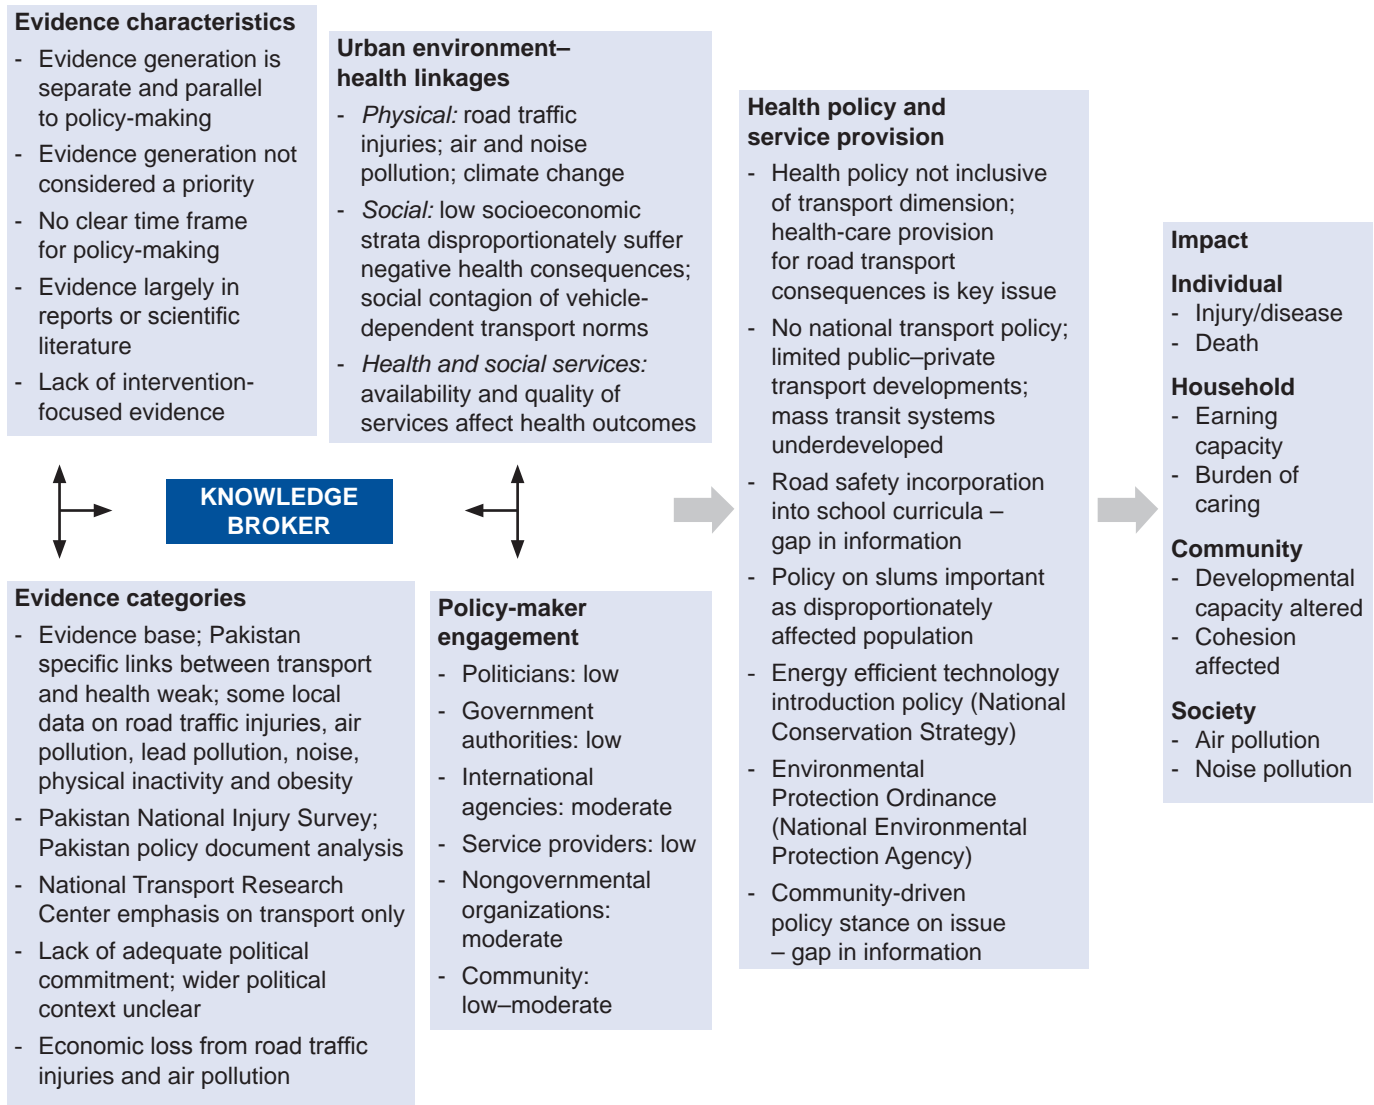 Evidence characteristics
- Evidence generation is
separate and parallel
to policy-making
- Evidence generation not
considered a priority
- No clear time frame
for policy-making
- Evidence largely in
reports or scientific
literature
- Lack of intervention-
focused evidence
Urban environment–
health linkages
- Physical: road traffic
injuries; air and noise
pollution; climate change
- Social: low socioeconomic
strata disproportionately suffer
negative health consequences;
social contagion of vehicle-
dependent transport norms
- Health and social services:
availability and quality of
services affect health outcomes
KNOWLEDGE
BROKER
Evidence categories
- Evidence base; Pakistan
specific links between transport
and health weak; some local
data on road traffic injuries, air
pollution, lead pollution, noise,
physical inactivity and obesity
- Pakistan National Injury Survey;
Pakistan policy document analysis
- National Transport Research
Center emphasis on transport only
- Lack of adequate political
commitment; wider political
context unclear
- Economic loss from road traffic
injuries and air pollution
Policy-maker
engagement
- Politicians: low
- Government
authorities: low
- International
agencies: moderate
- Service providers: low
- Nongovernmental
organizations:
moderate
- Community:
low–moderate
Health policy and
service provision
- Health policy not inclusive
of transport dimension;
health-care provision
for road transport
consequences is key issue
- No national transport policy;
limited public–private
transport developments;
mass transit systems
underdeveloped
- Road safety incorporation
into school curricula –
gap in information
- Policy on slums important
as disproportionately
affected population
- Energy efficient technology
introduction policy (National
Conservation Strategy)
- Environmental
Protection Ordinance
(National Environmental
Protection Agency)
- Community-driven
policy stance on issue
– gap in information
Impact
Individual
- Injury/disease
- Death
Household
- Earning
capacity
- Burden of
caring
Community
- Developmental
capacity altered
- Cohesion
affected
Society
- Air pollution
- Noise pollution